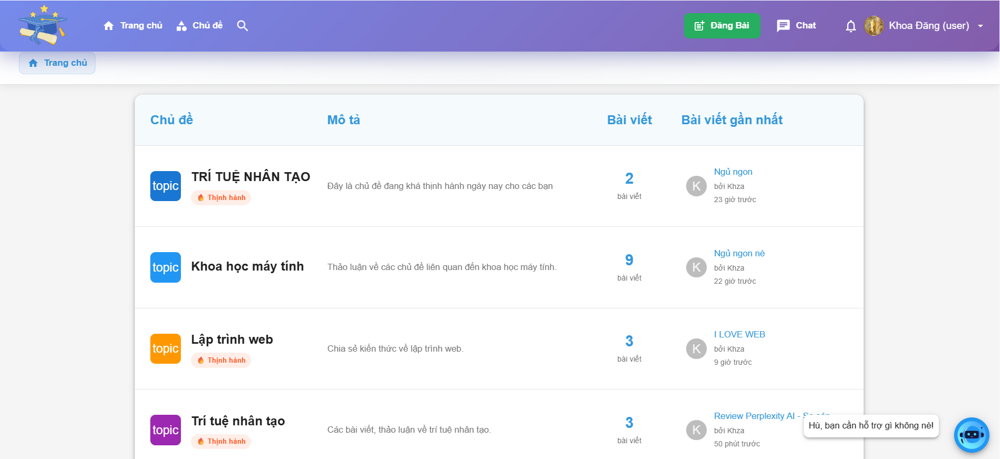 Trang chủ Chủ đề Đăng Bài Chat Khoa Đăng (user)
Trang chủ
Chủ đề Mô tả Bài viết Bài viết gần nhất
topic TRÍ TUỆ NHÂN TẠO
Thịnh hành
Đây là chủ đề đang khá thịnh hành ngày nay cho các bạn
2
bài viết
K
Ngủ ngon
bởi Khza
23 giờ trước
topic Khoa học máy tính
Thảo luận về các chủ đề liên quan đến khoa học máy tính.
9
bài viết
K
Ngủ ngon nè
bởi Khza
22 giờ trước
topic Lập trình web
Thịnh hành
Chia sẻ kiến thức về lập trình web.
3
bài viết
K
I LOVE WEB
bởi Khza
9 giờ trước
topic Trí tuệ nhân tạo
Thịnh hành
Các bài viết, thảo luận về trí tuệ nhân tạo.
3
bài viết
K
Review Perplexity AI -
bởi Khza
50 phút trước
Hù, bạn cần hỗ trợ gì không nè!